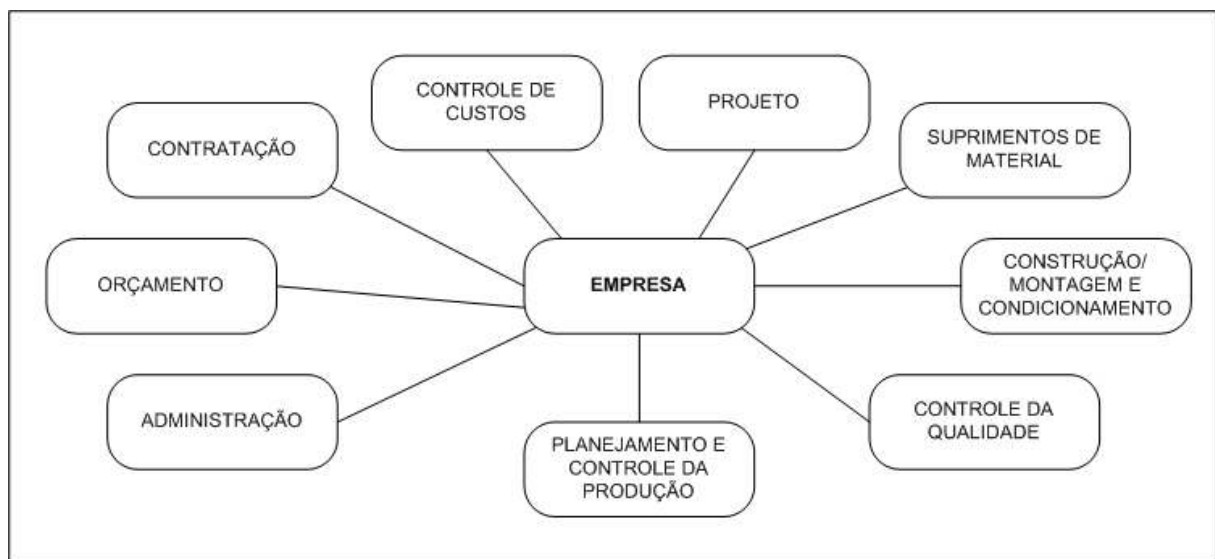 CONTROLE DE
CUSTOS
PROJETO
CONTRATAÇÃO
SUPRIMENTOS DE
MATERIAL
ORÇAMENTO
EMPRESA
CONSTRUÇÃO/
MONTAGEM E
CONDICIONAMENTO
ADMINISTRAÇÃO
PLANEJAMENTO E
CONTROLE DA
PRODUÇÃO
CONTROLE DA
QUALIDADE